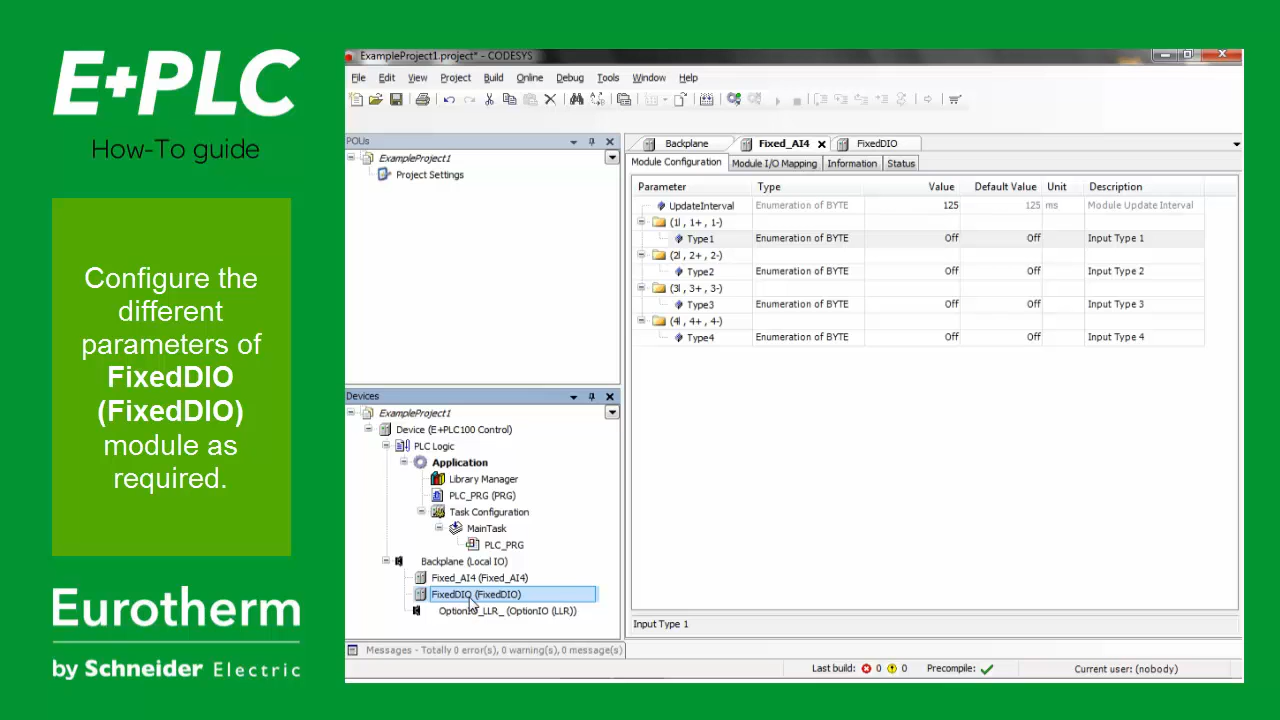 E+PLC
How-To guide
Configure the
different
parameters of
FixedDIO
(FixedDIO)
module as
required.
Eurotherm
by Schneider Electric
ExampleProject1.project* - CODESYS
File Edit View Project Build Online Debug Tools Window Help
POUs
ExampleProject1
Project Settings
Devices
ExampleProject1
Device (E+PLC100 Control)
PLC Logic
Application
Library Manager
PLC_PRG (PRG)
Task Configuration
MainTask
PLC_PRG
Backplane (Local IO)
Fixed_AI4 (Fixed_AI4)
FixedDIO (FixedDIO)
OptionIO_LLR_ (OptionIO (LLR))
Messages - Totally 0 error(s), 0 warning(s), 0 message(s)
Backplane Fixed_AI4 FixedDIO
Module Configuration Module I/O Mapping Information Status
Parameter Type Value Default Value Unit Description
UpdateInterval Enumeration of BYTE 125 125 ms Module Update Interval
(1I , 1+ , 1-)
Type1 Enumeration of BYTE Off Off Input Type 1
(2I , 2+ , 2-)
Type2 Enumeration of BYTE Off Off Input Type 2
(3I , 3+ , 3-)
Type3 Enumeration of BYTE Off Off Input Type 3
(4I , 4+ , 4-)
Type4 Enumeration of BYTE Off Off Input Type 4
Input Type 1
Last build: 0 0 Precompile: Current user: (nobody)